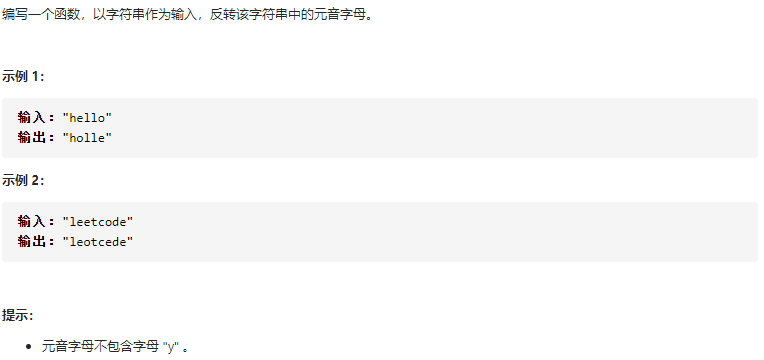 编写一个函数，以字符串作为输入，反转该字符串中的元音字母。
示例 1：
输入："hello"
输出："holle"
示例 2：
输入："leetcode"
输出："leotcede"
提示：
• 元音字母不包含字母 "y" 。